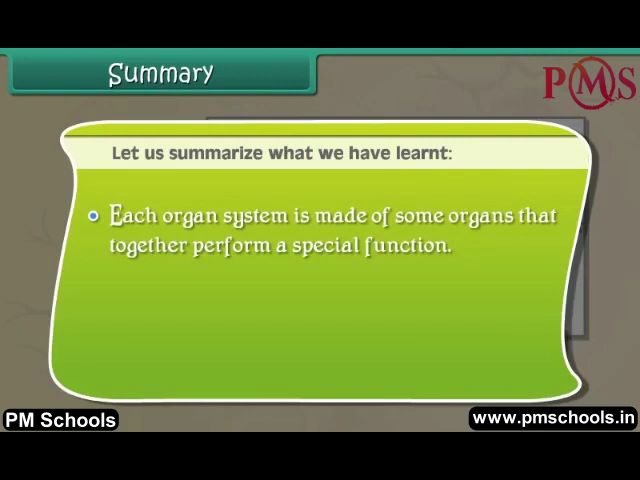 Summary
PMS
Let us summarize what we have learnt:
Each organ system is made of some organs that
together perform a special function.
PM Schools
www.pmschools.in